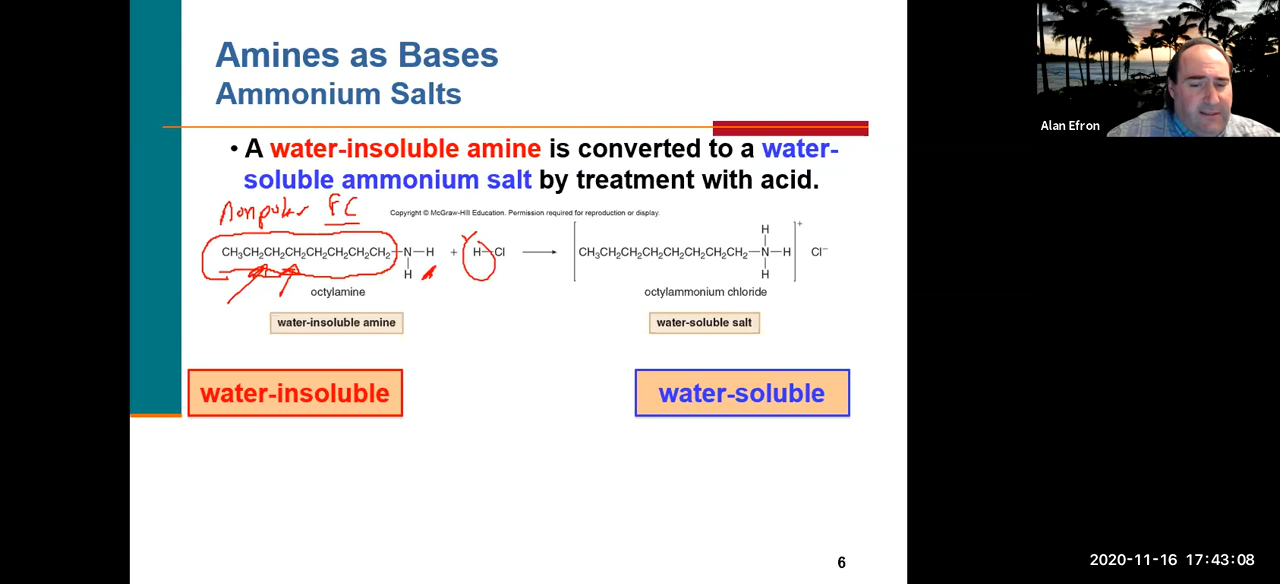 Amines as Bases
Ammonium Salts
Alan Efron
• A water-insoluble amine is converted to a water-
soluble ammonium salt by treatment with acid.
Nonpolar FC
Copyright © McGraw-Hill Education. Permission required for reproduction or display.
H +
CH3CH2CH2CH2CH2CH2CH2CH2—N—H + H—Cl → CH3CH2CH2CH2CH2CH2CH2CH2—N—H Cl−
H H
octylamine octylammonium chloride
water-insoluble amine water-soluble salt
water-insoluble water-soluble
6
2020-11-16 17:43:08